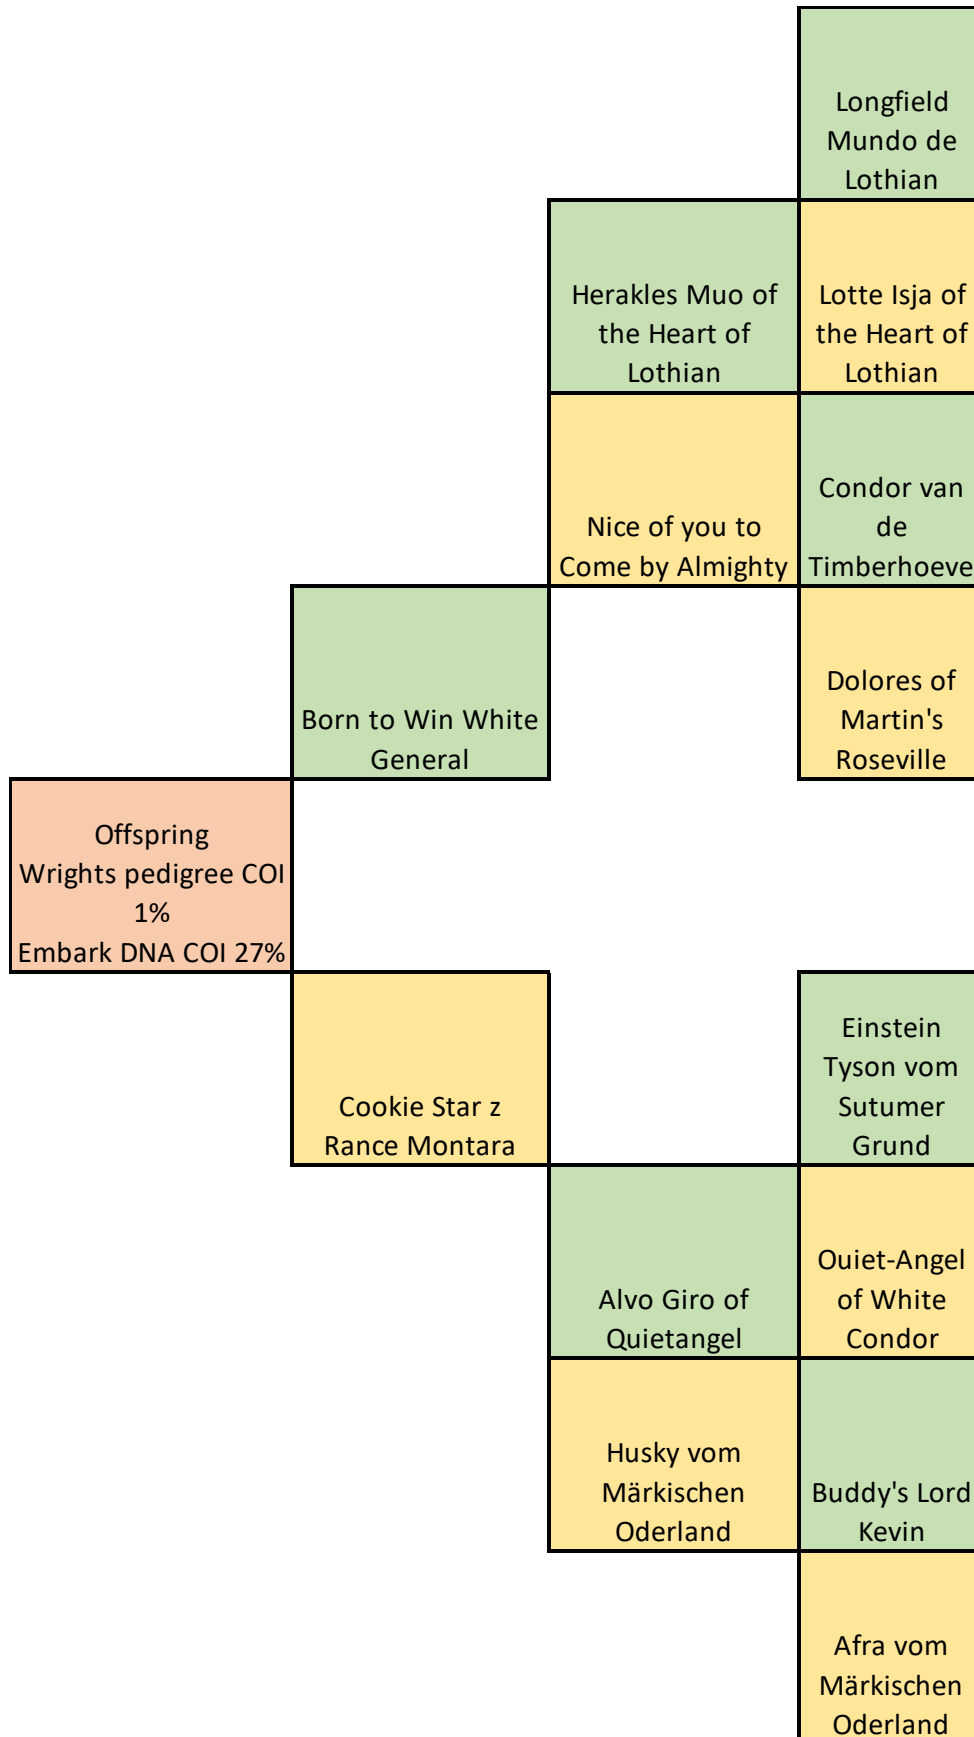 Longfield
Mundo de
Lothian
Herakles Muo of
the Heart of
Lothian
Lotte Isja of
the Heart of
Lothian
Nice of you to
Come by Almighty
Condor van
de
Timberhoeve
Born to Win White
General
Dolores of
Martin's
Roseville
Offspring
Wrights pedigree COI
1%
Embark DNA COI 27%
Cookie Star z
Rance Montara
Einstein
Tyson vom
Sutumer
Grund
Alvo Giro of
Quietangel
Ouiet-Angel
of White
Condor
Husky vom
Märkischen
Oderland
Buddy's Lord
Kevin
Afra vom
Märkischen
Oderland